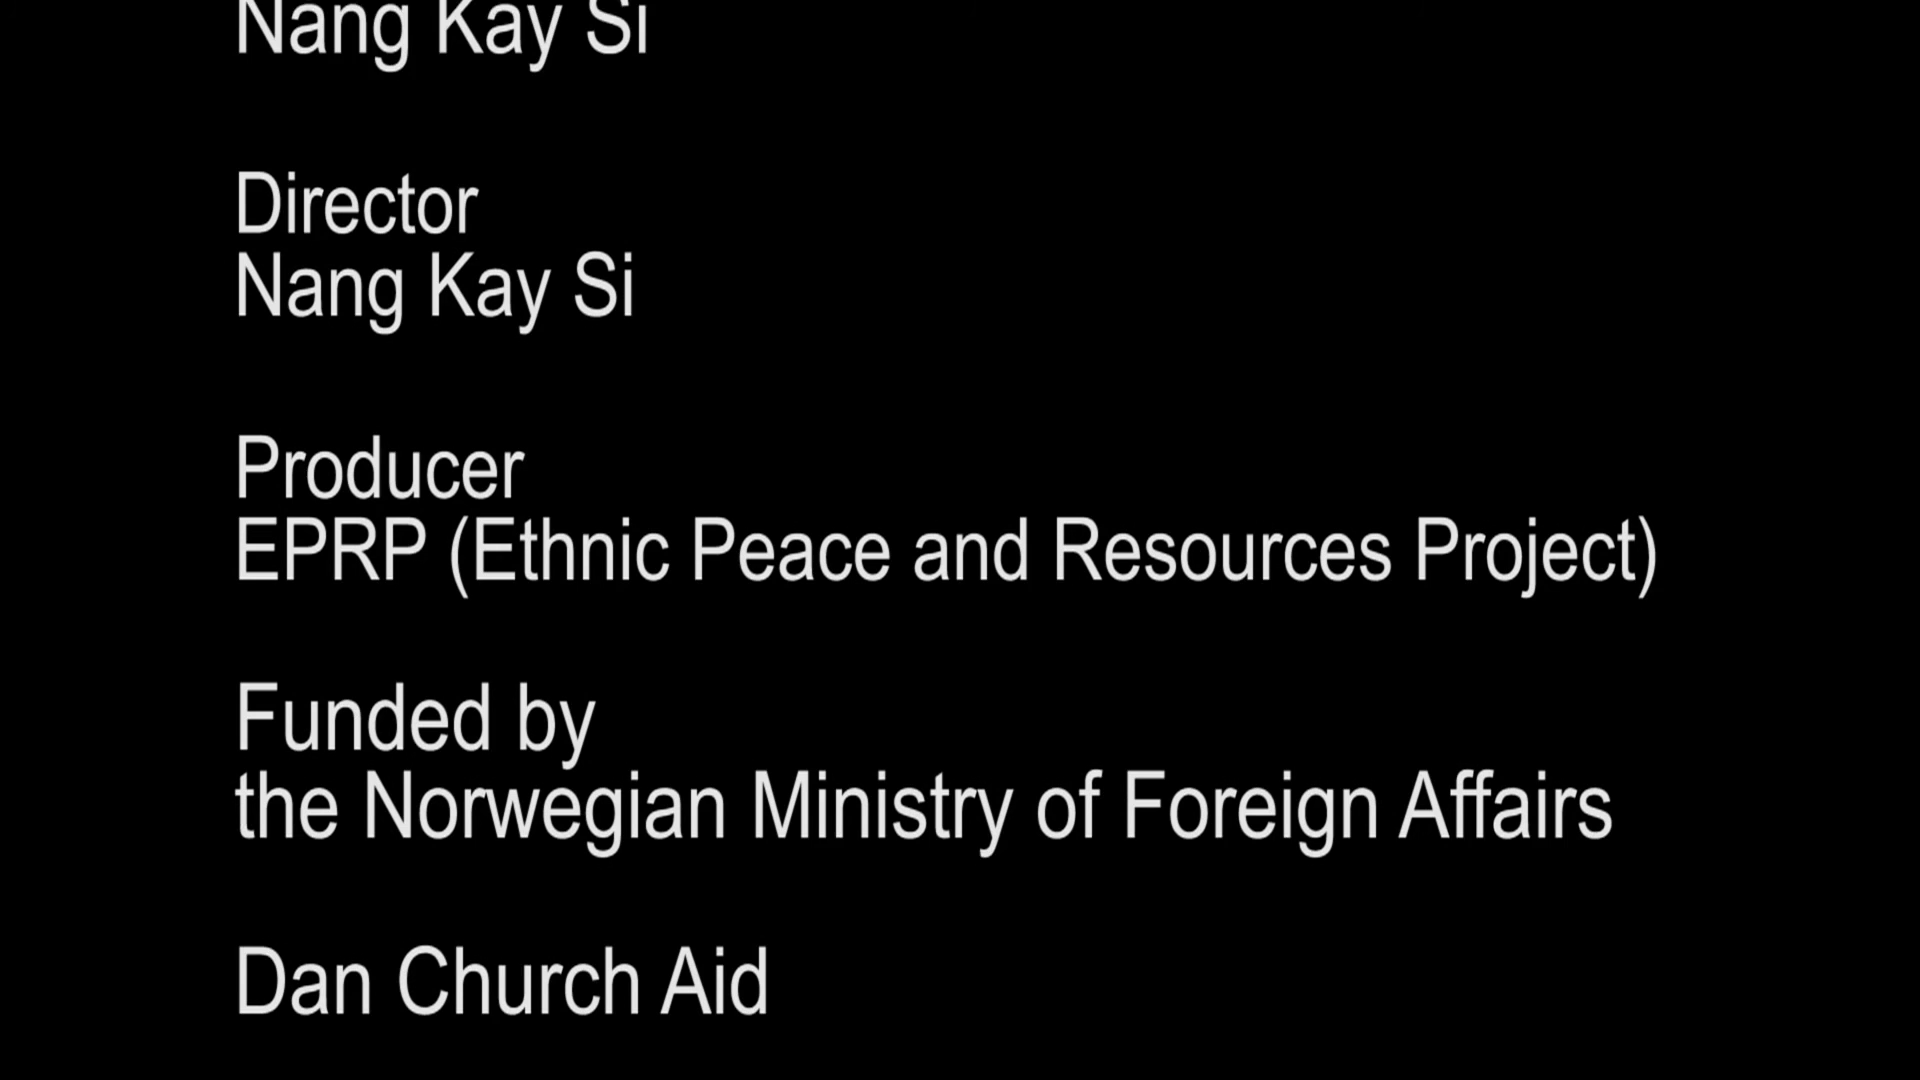 Nang Kay Si
Director
Nang Kay Si
Producer
EPRP (Ethnic Peace and Resources Project)
Funded by
the Norwegian Ministry of Foreign Affairs
Dan Church Aid